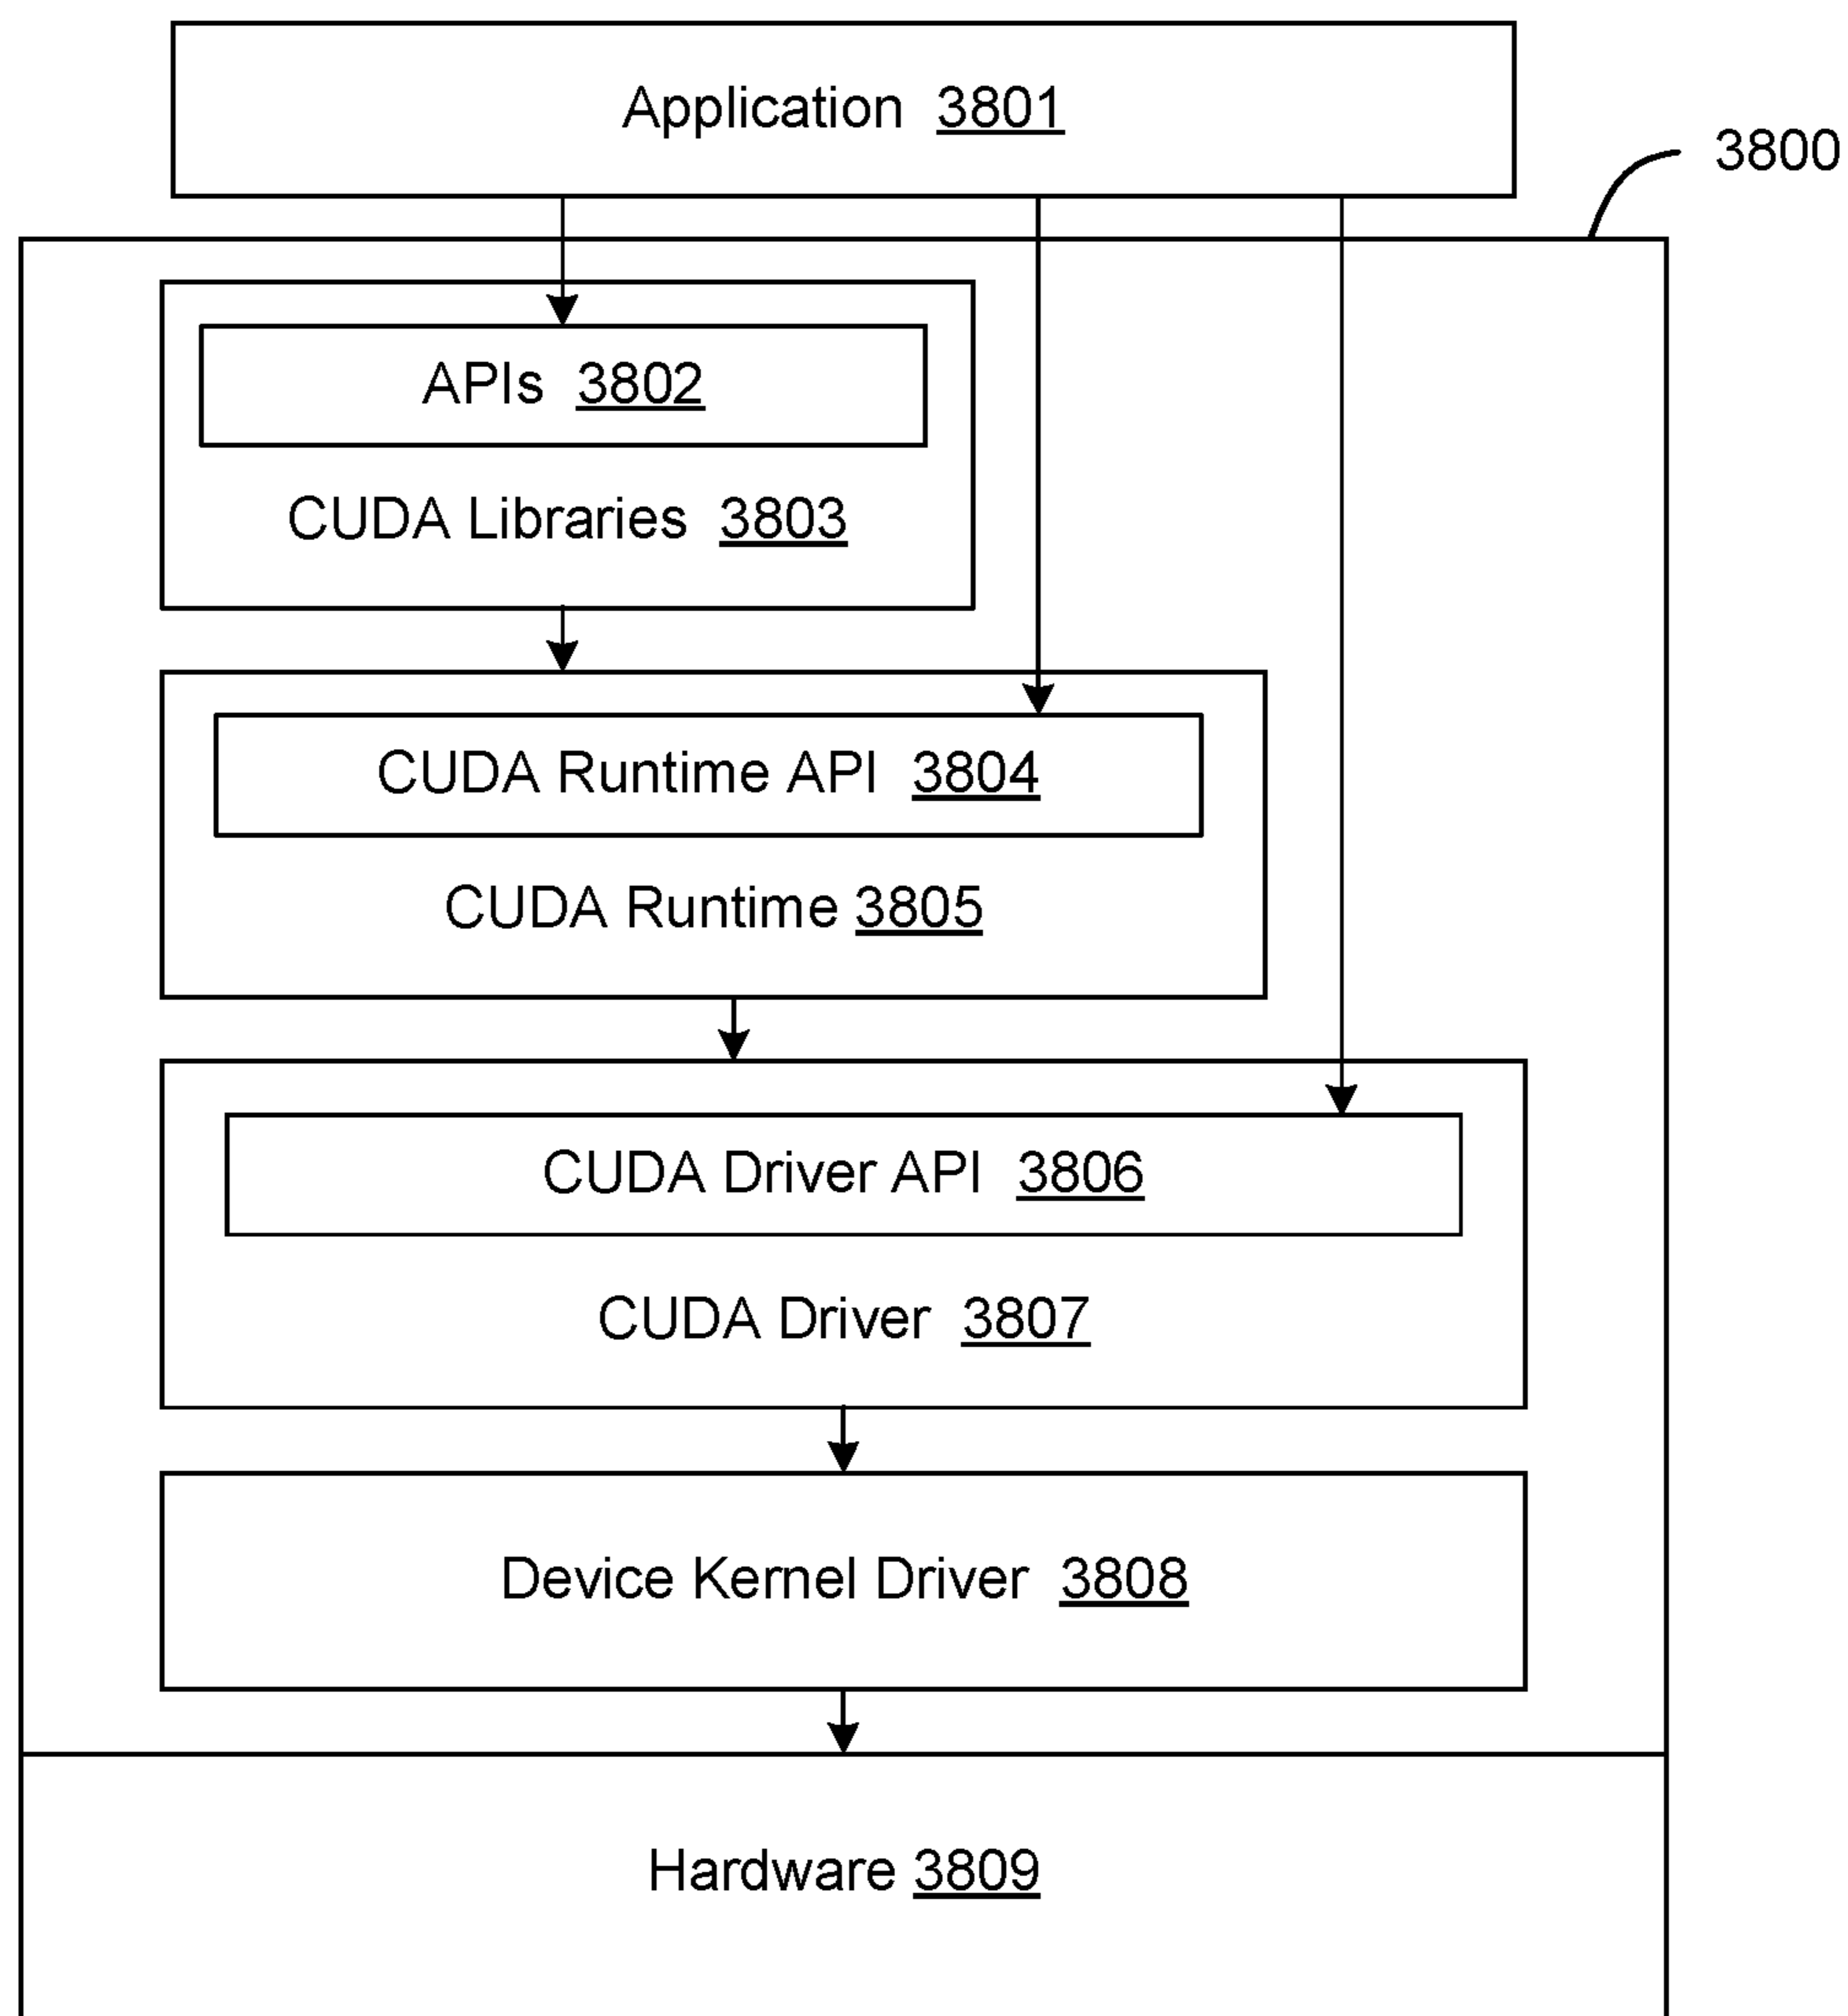 Application 3801
3800
APIs 3802
CUDA Libraries 3803
CUDA Runtime API 3804
CUDA Runtime 3805
CUDA Driver API 3806
CUDA Driver 3807
Device Kernel Driver 3808
Hardware 3809